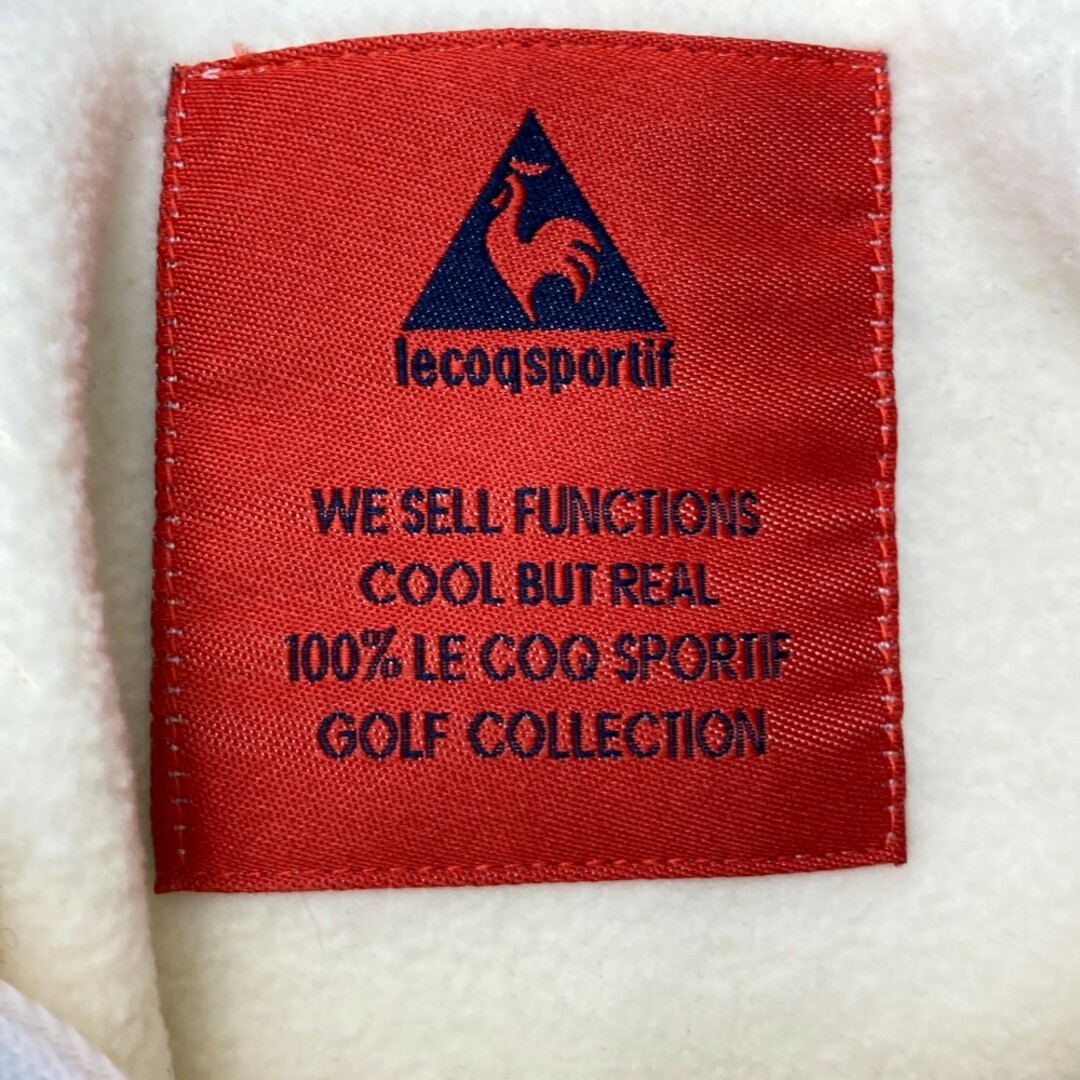 lecoqsportif
WE SELL FUNCTIONS
COOL BUT REAL
100% LE COQ SPORTIF
GOLF COLLECTION